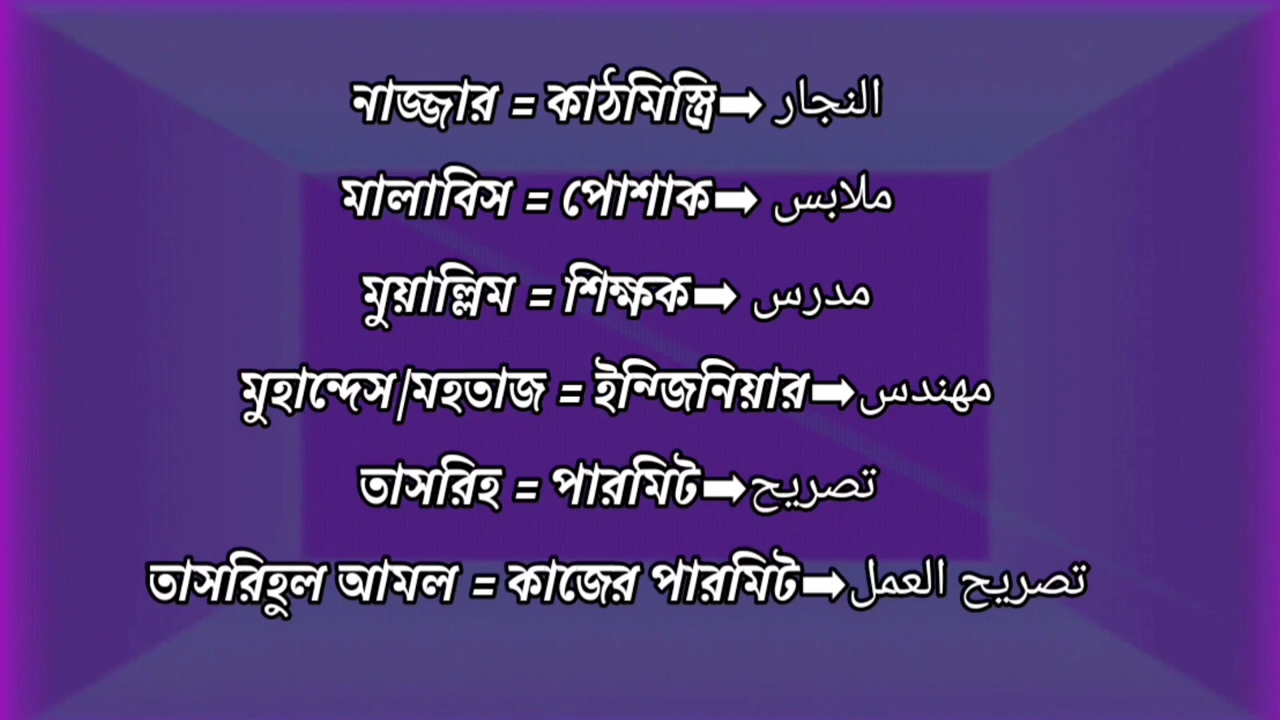 নাজ্জার = কাঠমিস্ত্রি➡ النجار
মালাবিস = পোশাক➡ ملابس
মুয়াল্লিম = শিক্ষক➡ مدرس
মুহান্দেস/মহতাজ = ইন্জিনিয়ার➡مهندس
তাসরিহ = পারমিট➡تصريح
তাসরিহুল আমল = কাজের পারমিট➡تصريح العمل